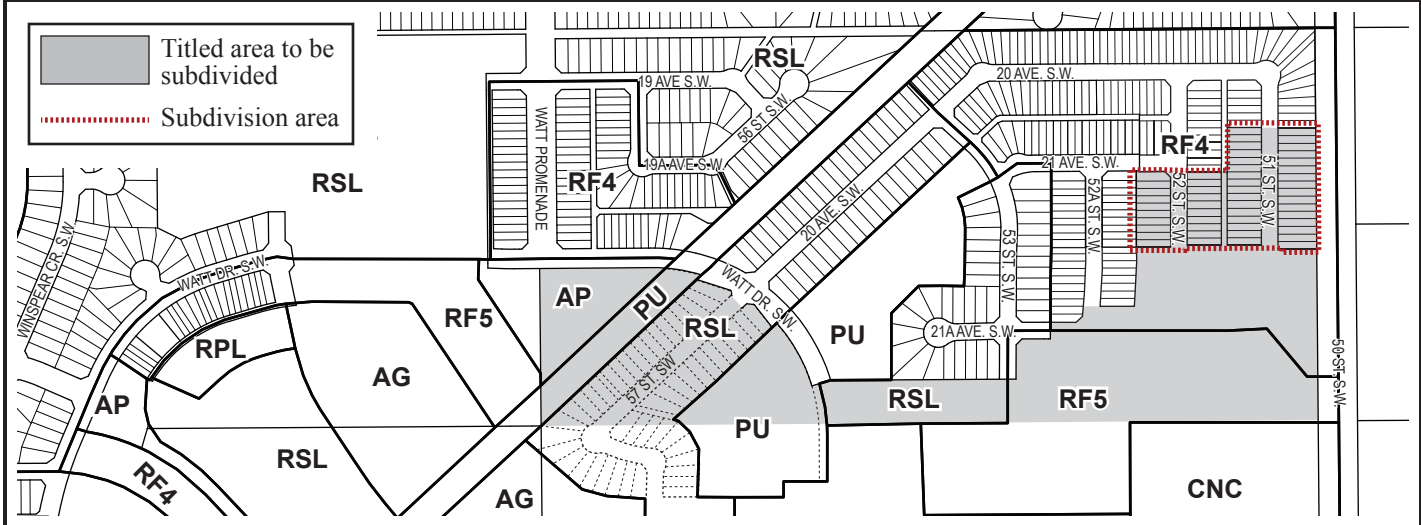 Titled area to be
subdivided
Subdivision area
RSL
19 AVE S.W.
20 AVE. S.W.
56 ST S.W.
WATT PROMENADE
19A AVE S.W.
RF4
RSL
RF4
21 AVE. S.W.
51 ST. S.W.
52 ST. S.W.
52A ST. S.W.
20 AVE. S.W.
53 ST. S.W.
WINSPEAR CR. S.W.
WATT DR. S.W.
WATT DR. S.W.
AP
PU
RSL
RF5
PU
21A AVE. S.W.
RPL
AG
57 ST. SW
50 ST. S.W.
AP
RSL
RF5
PU
RSL
RF4
AG
CNC